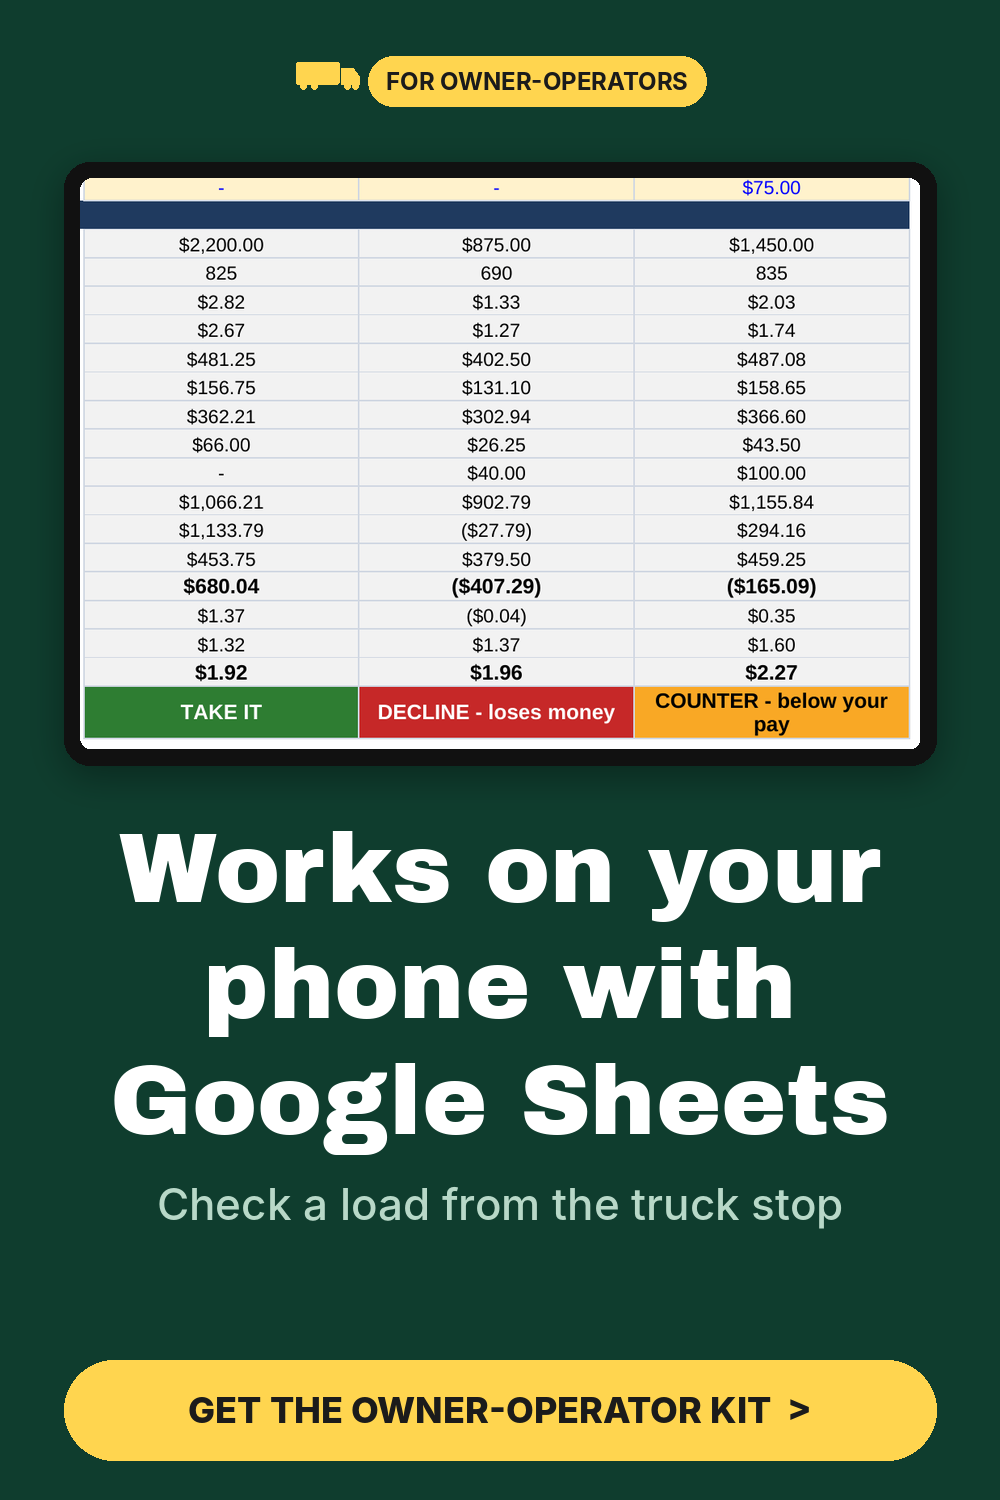 FOR OWNER-OPERATORS
- - $75.00
$2,200.00 $875.00 $1,450.00
825 690 835
$2.82 $1.33 $2.03
$2.67 $1.27 $1.74
$481.25 $402.50 $487.08
$156.75 $131.10 $158.65
$362.21 $302.94 $366.60
$66.00 $26.25 $43.50
- $40.00 $100.00
$1,066.21 $902.79 $1,155.84
$1,133.79 ($27.79) $294.16
$453.75 $379.50 $459.25
$680.04 ($407.29) ($165.09)
$1.37 ($0.04) $0.35
$1.32 $1.37 $1.60
$1.92 $1.96 $2.27
TAKE IT DECLINE - loses money COUNTER - below your
pay
Works on your
phone with
Google Sheets
Check a load from the truck stop
GET THE OWNER-OPERATOR KIT >